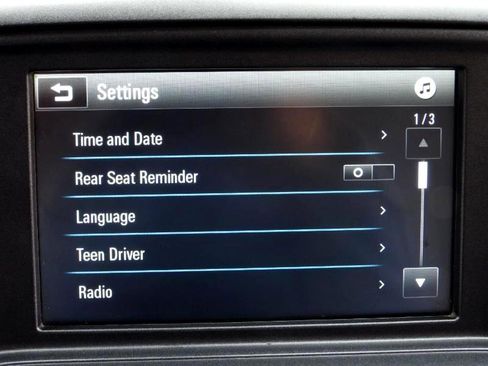 Settings
1/3
Time and Date
Rear Seat Reminder
Language
Teen Driver
Radio